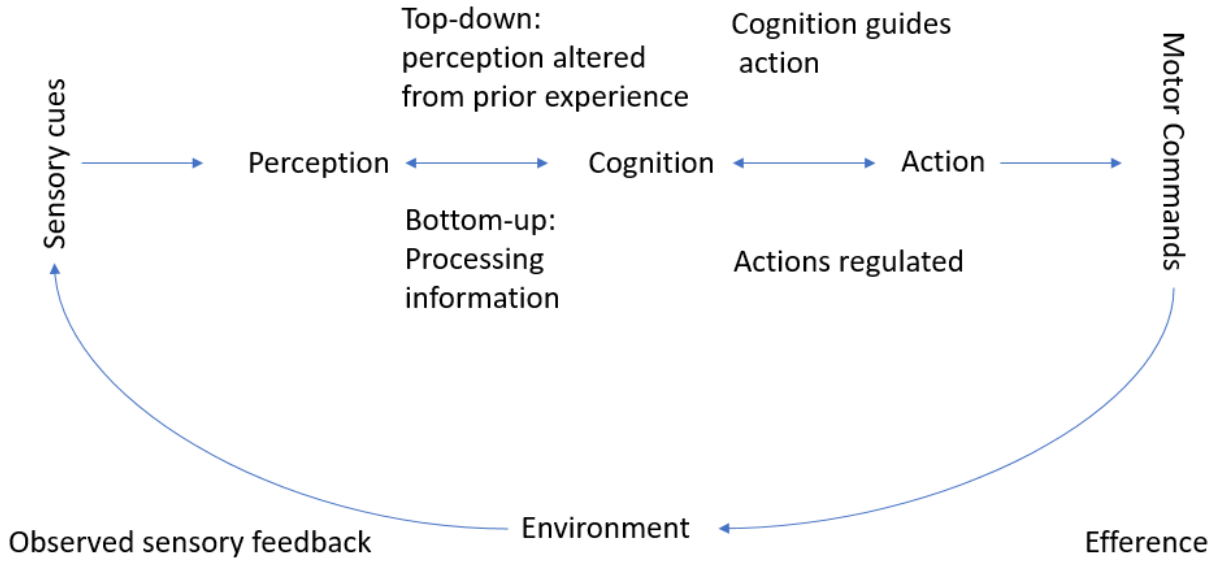 Top-down:
perception altered
from prior experience
Cognition guides
action
Sensory cues
Perception
Cognition
Action
Motor Commands
Bottom-up:
Processing
information
Actions regulated
Observed sensory feedback
Environment
Efference